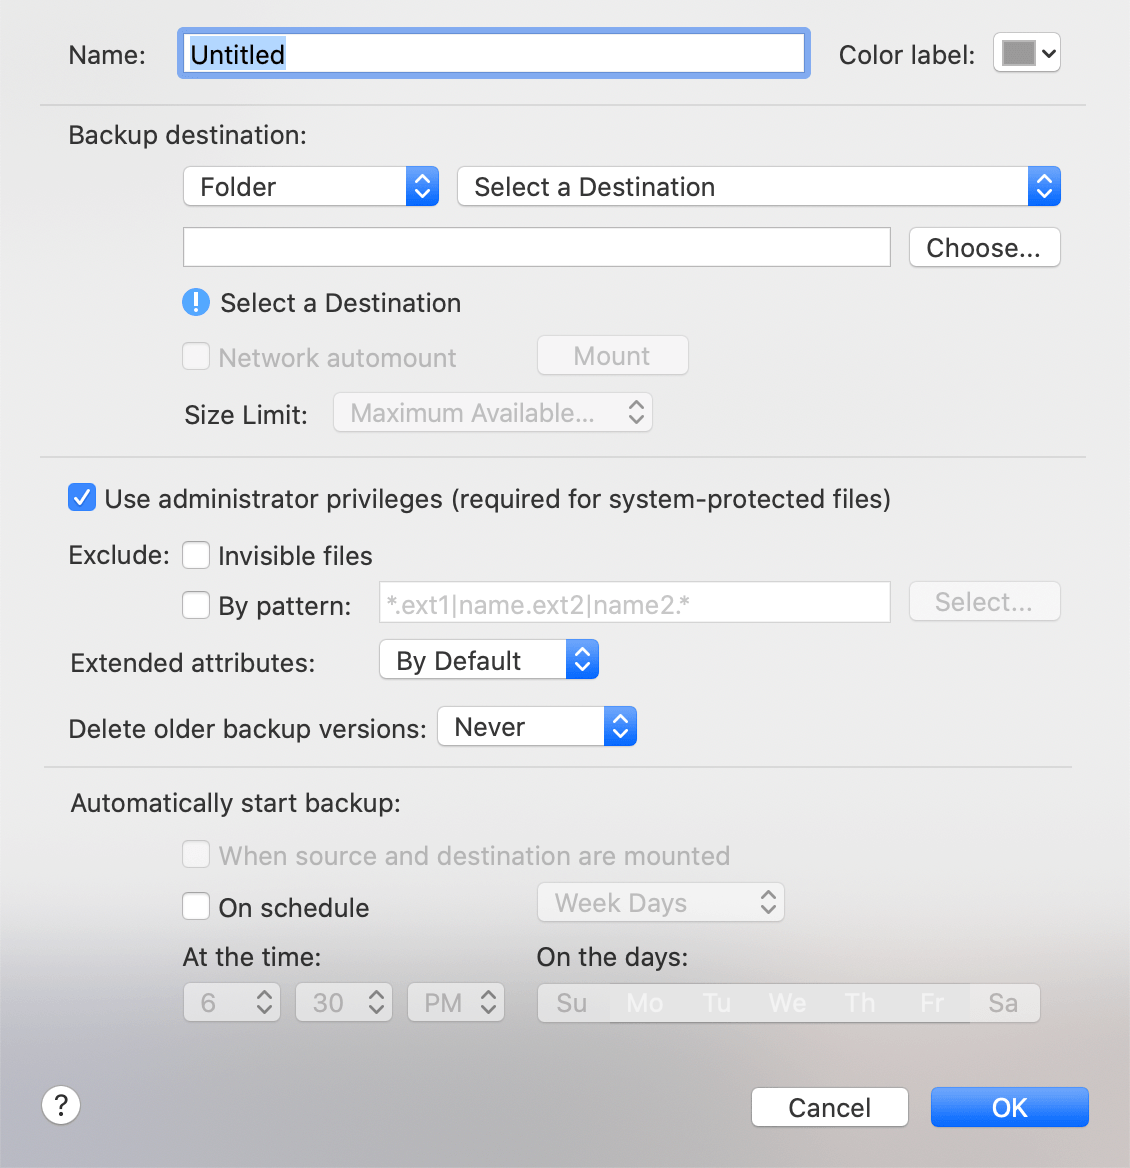 Name: Untitled Color label:
Backup destination:
Folder Select a Destination
Choose...
! Select a Destination
Network automount Mount
Size Limit: Maximum Available...
Use administrator privileges (required for system-protected files)
Exclude: Invisible files
By pattern: *.ext1|name.ext2|name2.* Select...
Extended attributes: By Default
Delete older backup versions: Never
Automatically start backup:
When source and destination are mounted
On schedule Week Days
At the time: On the days:
6 30 PM Su Mo Tu We Th Fr Sa
? Cancel OK